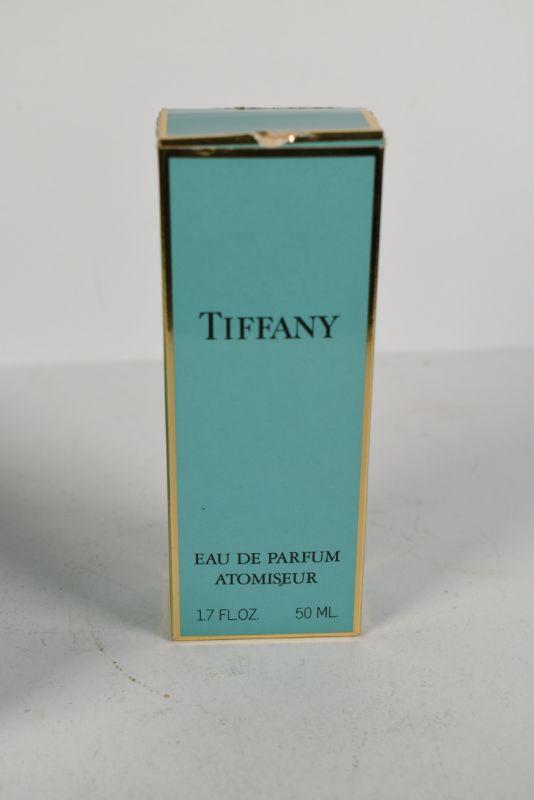 TIFFANY
EAU DE PARFUM
ATOMISEUR
1.7 FL.OZ. 50 ML.